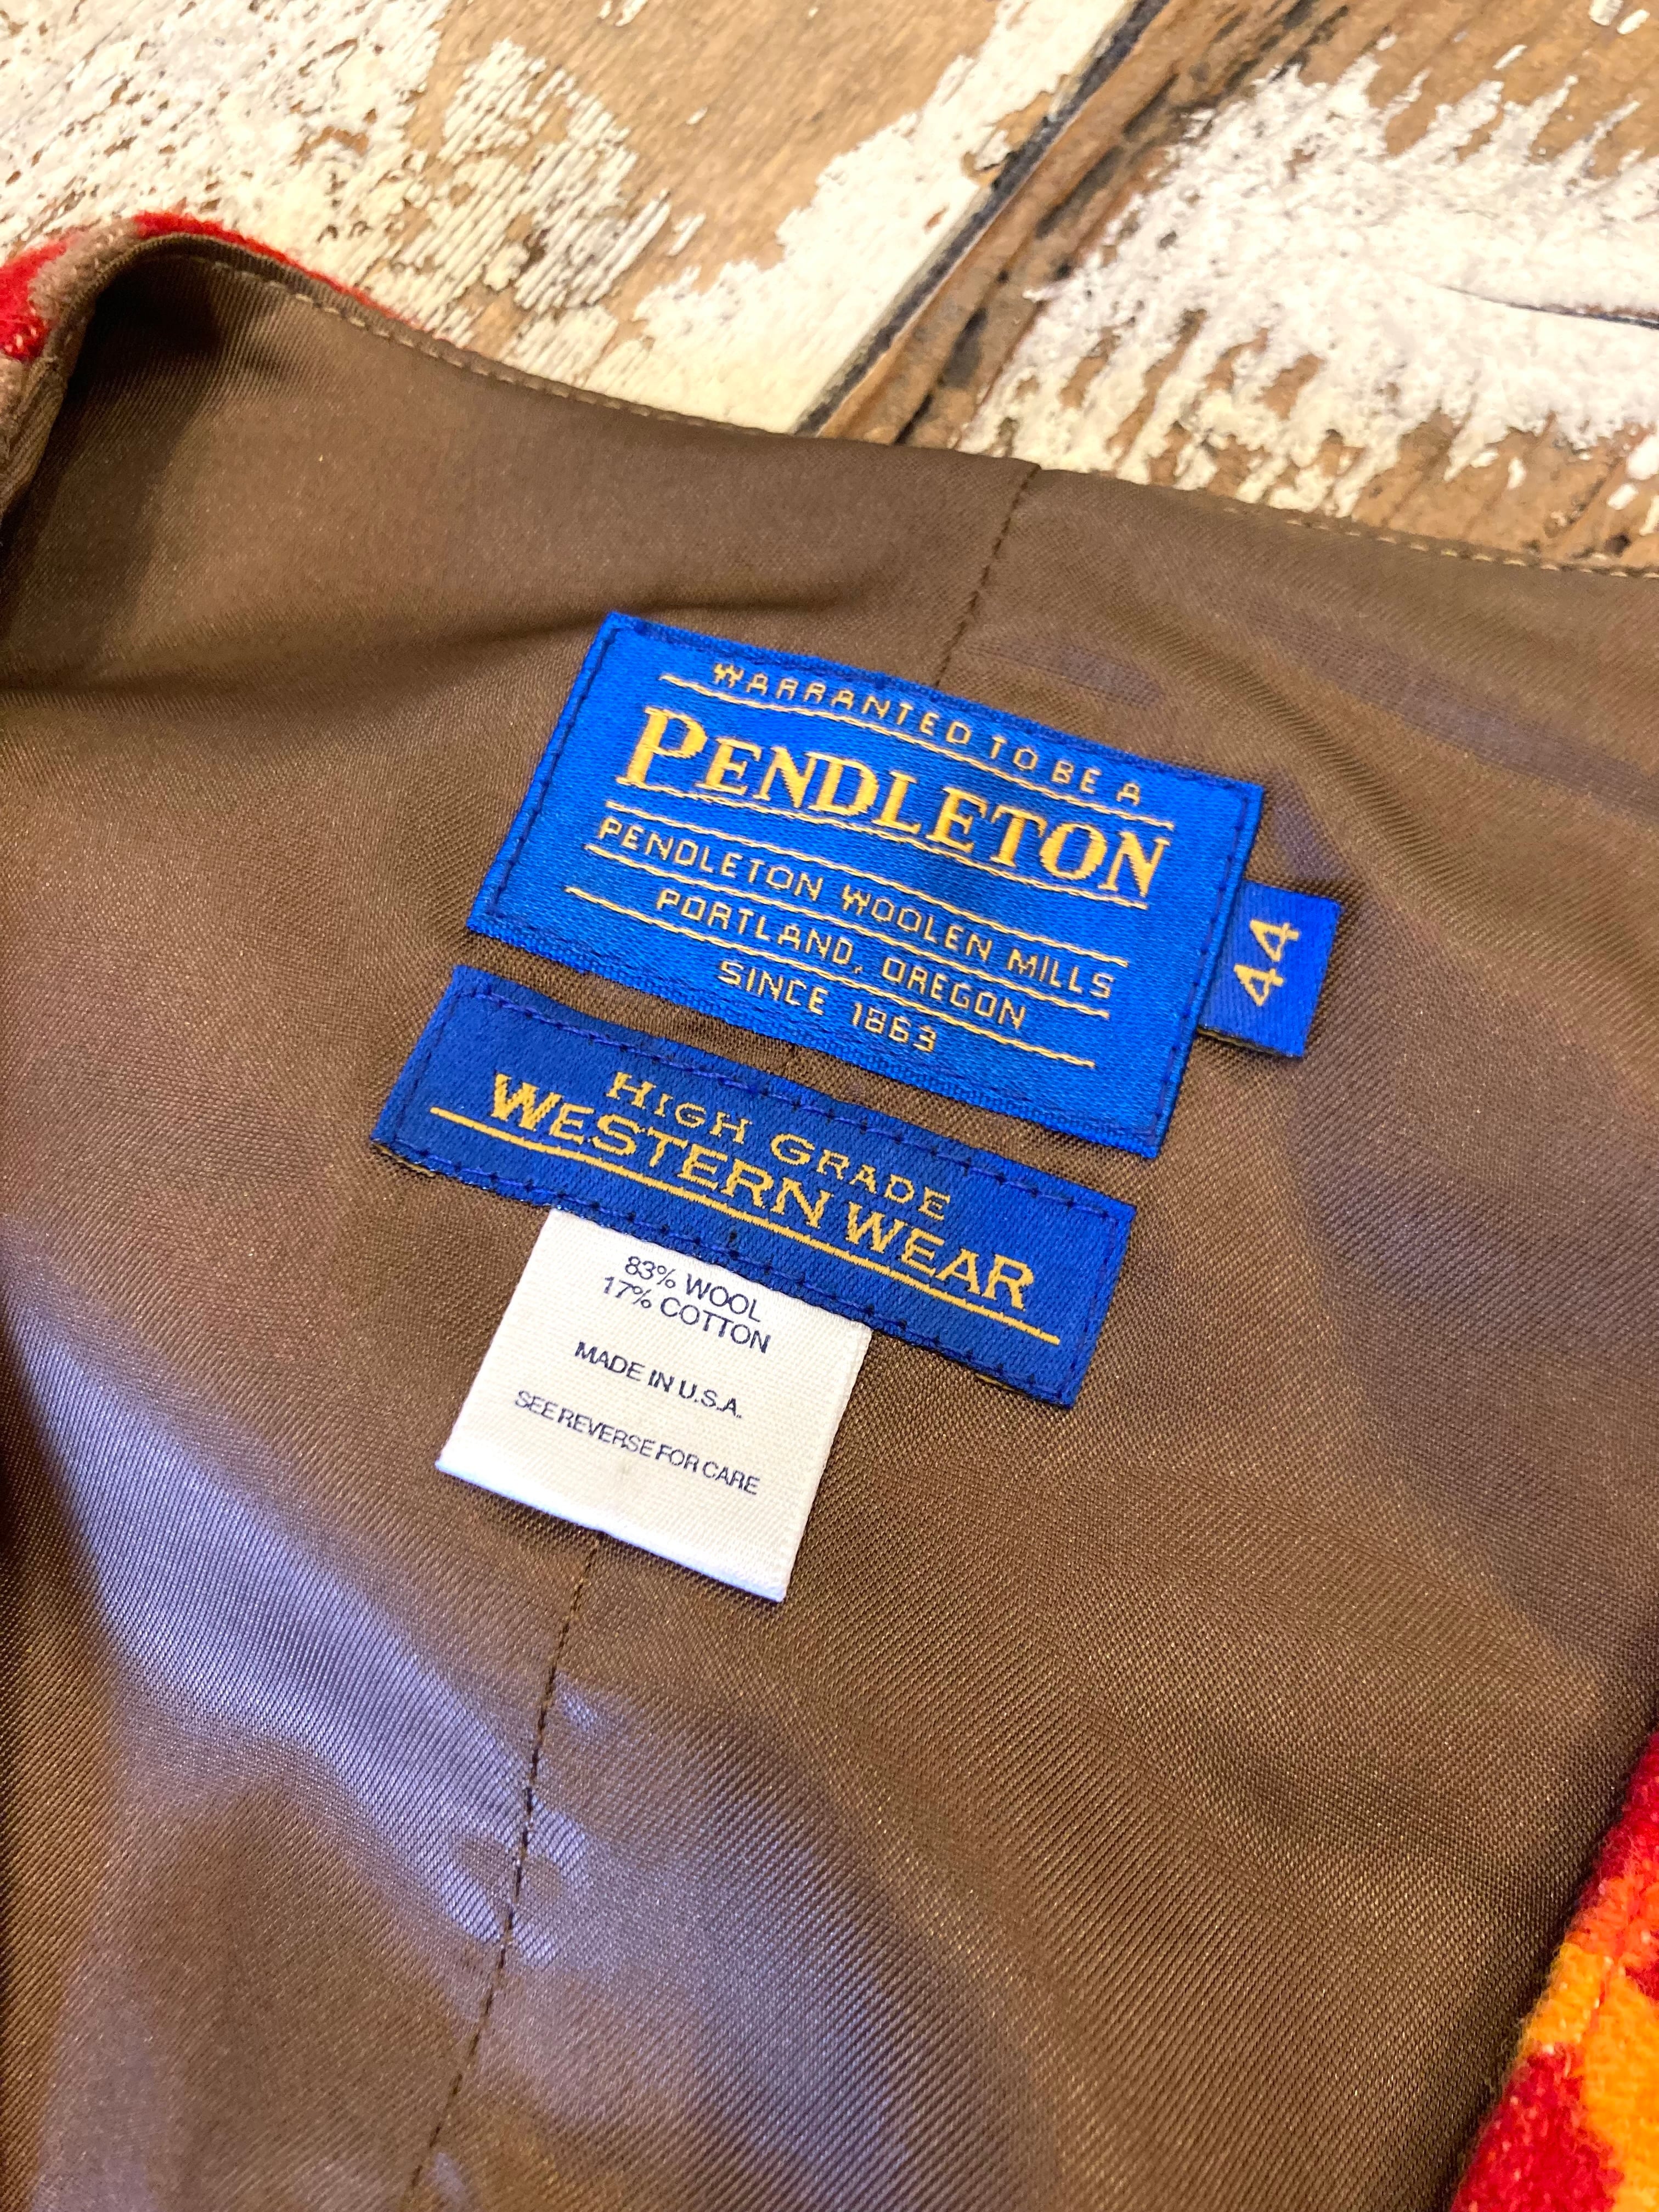 WARRANTED TO BE A
PENDLETON
PENDLETON WOOLEN MILLS
PORTLAND, OREGON
SINCE 1863
44
HIGH GRADE
WESTERN WEAR
83% WOOL
17% COTTON
MADE IN U.S.A.
SEE REVERSE FOR CARE